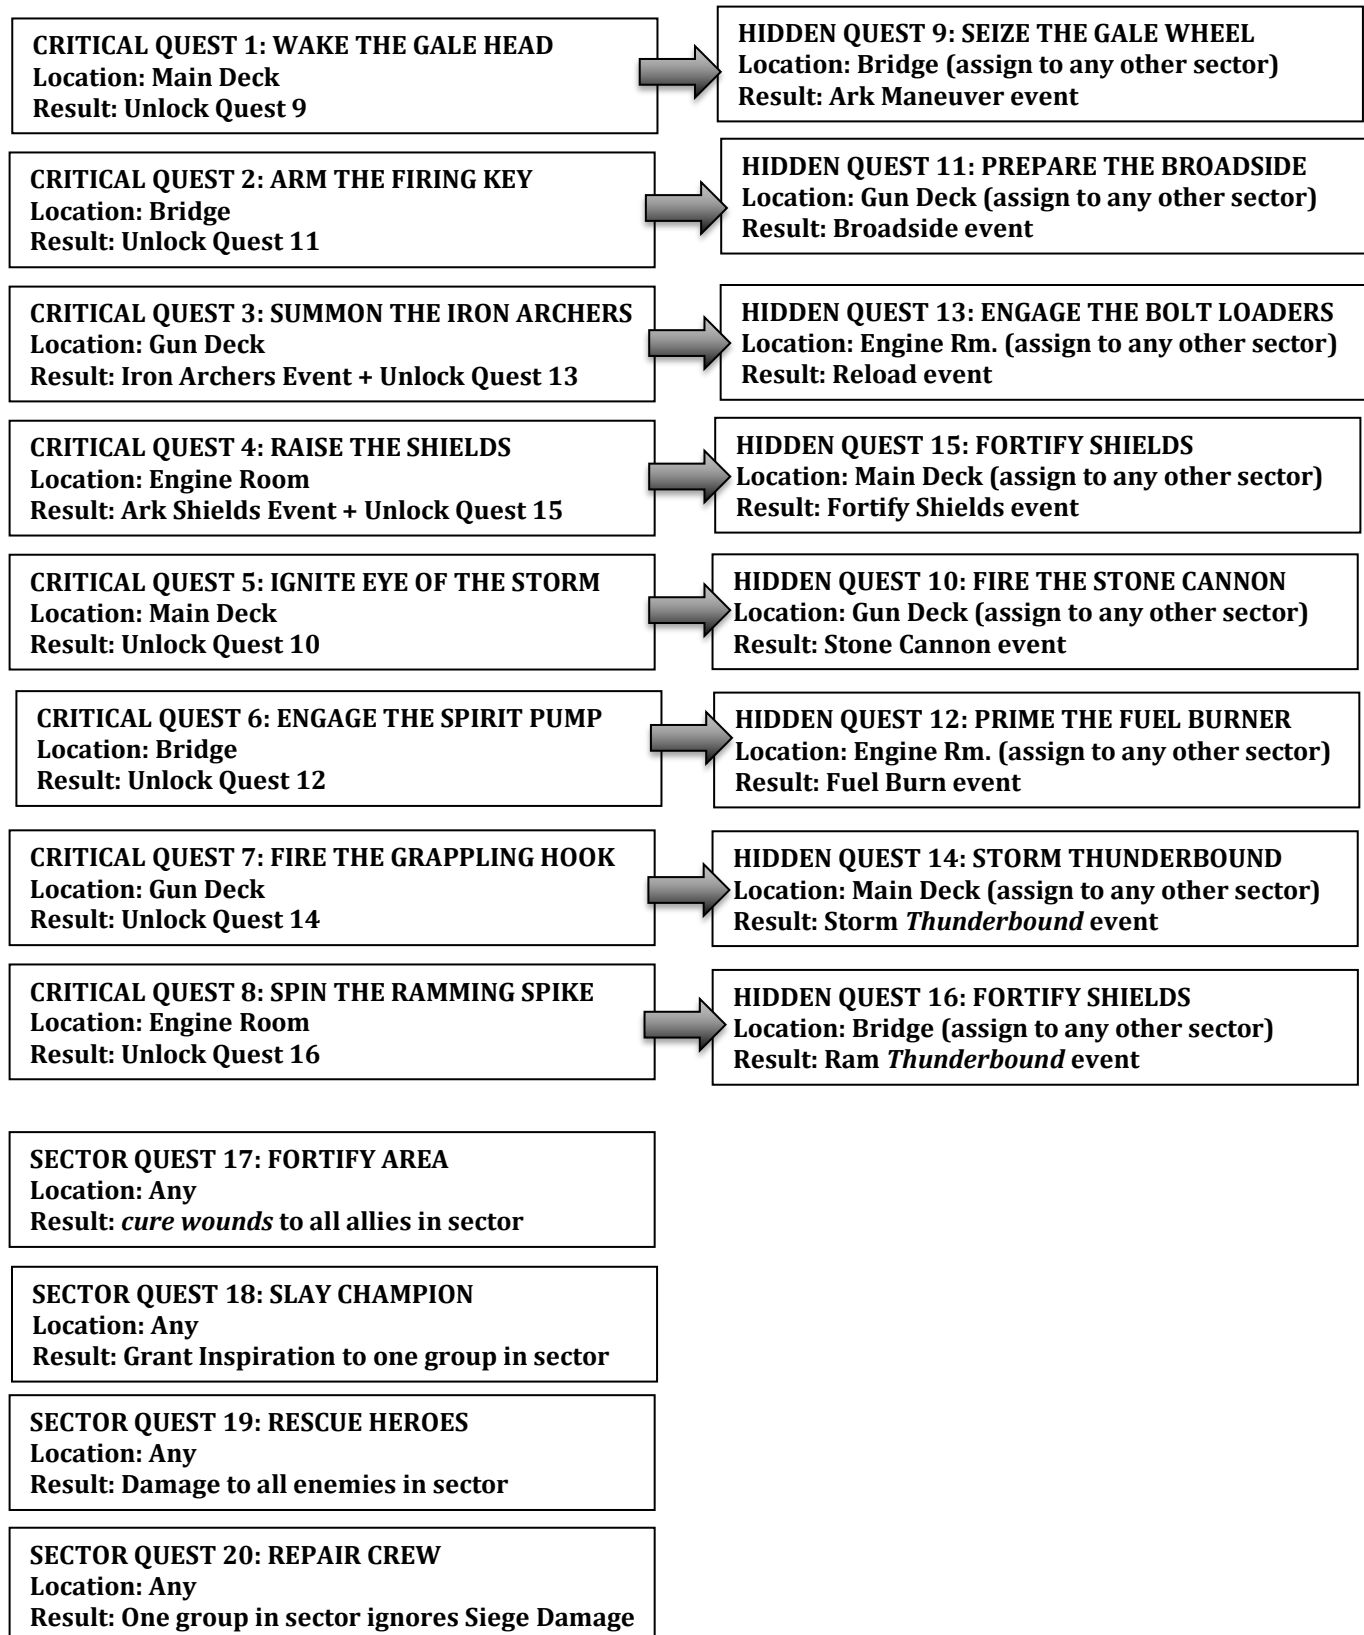 CRITICAL QUEST 1: WAKE THE GALE HEAD
Location: Main Deck
Result: Unlock Quest 9
HIDDEN QUEST 9: SEIZE THE GALE WHEEL
Location: Bridge (assign to any other sector)
Result: Ark Maneuver event
CRITICAL QUEST 2: ARM THE FIRING KEY
Location: Bridge
Result: Unlock Quest 11
HIDDEN QUEST 11: PREPARE THE BROADSIDE
Location: Gun Deck (assign to any other sector)
Result: Broadside event
CRITICAL QUEST 3: SUMMON THE IRON ARCHERS
Location: Gun Deck
Result: Iron Archers Event + Unlock Quest 13
HIDDEN QUEST 13: ENGAGE THE BOLT LOADERS
Location: Engine Rm. (assign to any other sector)
Result: Reload event
CRITICAL QUEST 4: RAISE THE SHIELDS
Location: Engine Room
Result: Ark Shields Event + Unlock Quest 15
HIDDEN QUEST 15: FORTIFY SHIELDS
Location: Main Deck (assign to any other sector)
Result: Fortify Shields event
CRITICAL QUEST 5: IGNITE EYE OF THE STORM
Location: Main Deck
Result: Unlock Quest 10
HIDDEN QUEST 10: FIRE THE STONE CANNON
Location: Gun Deck (assign to any other sector)
Result: Stone Cannon event
CRITICAL QUEST 6: ENGAGE THE SPIRIT PUMP
Location: Bridge
Result: Unlock Quest 12
HIDDEN QUEST 12: PRIME THE FUEL BURNER
Location: Engine Rm. (assign to any other sector)
Result: Fuel Burn event
CRITICAL QUEST 7: FIRE THE GRAPPLING HOOK
Location: Gun Deck
Result: Unlock Quest 14
HIDDEN QUEST 14: STORM THUNDERBOUND
Location: Main Deck (assign to any other sector)
Result: Storm Thunderbound event
CRITICAL QUEST 8: SPIN THE RAMMING SPIKE
Location: Engine Room
Result: Unlock Quest 16
HIDDEN QUEST 16: FORTIFY SHIELDS
Location: Bridge (assign to any other sector)
Result: Ram Thunderbound event
SECTOR QUEST 17: FORTIFY AREA
Location: Any
Result: cure wounds to all allies in sector
SECTOR QUEST 18: SLAY CHAMPION
Location: Any
Result: Grant Inspiration to one group in sector
SECTOR QUEST 19: RESCUE HEROES
Location: Any
Result: Damage to all enemies in sector
SECTOR QUEST 20: REPAIR CREW
Location: Any
Result: One group in sector ignores Siege Damage